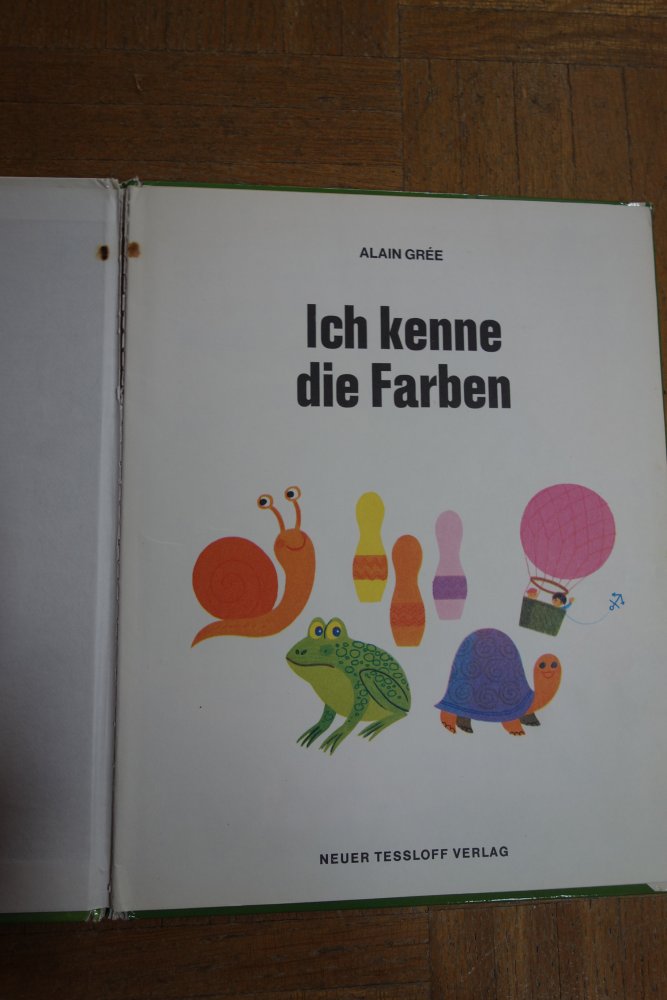 ALAIN GRÉE
Ich kenne
die Farben
NEUER TESSLOFF VERLAG